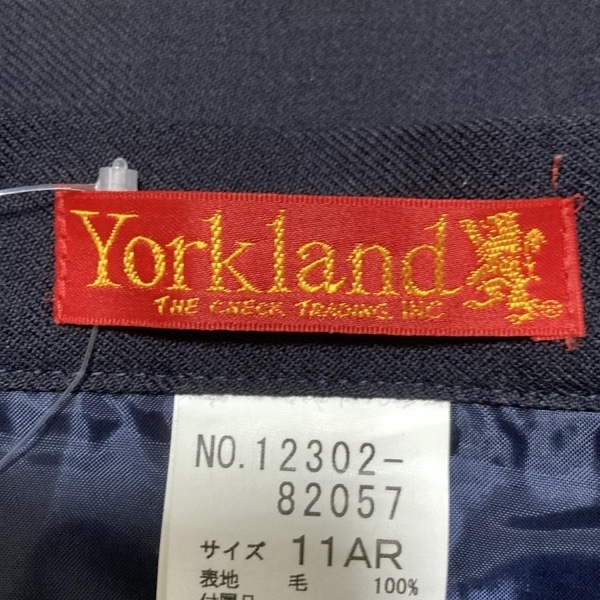 Yorkland
THE CHECK TRADING INC
NO.12302-
82057
サイズ 11AR
表地 毛 100%